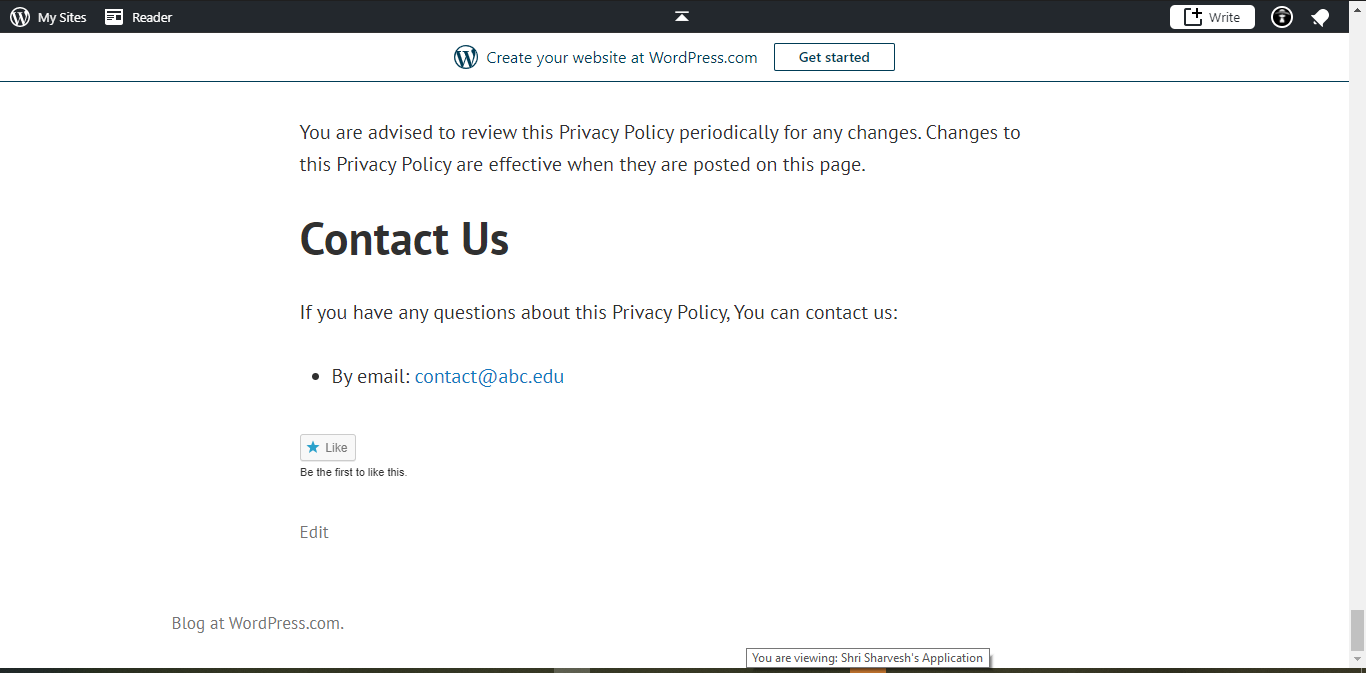 My Sites Reader Write
Create your website at WordPress.com Get started
You are advised to review this Privacy Policy periodically for any changes. Changes to
this Privacy Policy are effective when they are posted on this page.
Contact Us
If you have any questions about this Privacy Policy, You can contact us:
• By email: contact@abc.edu
Like
Be the first to like this.
Edit
Blog at WordPress.com.
You are viewing: Shri Sharvesh's Application